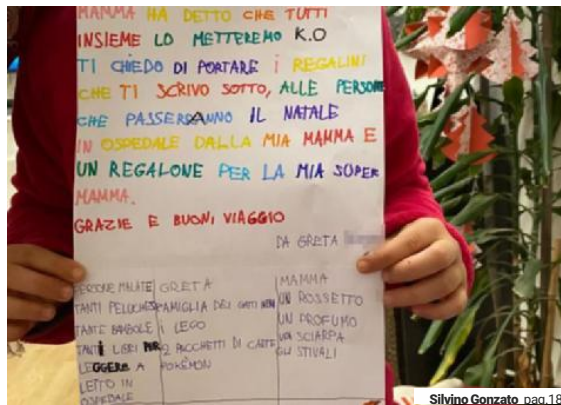 MAMMA HA DETTO CHE TUTTI
INSIEME LO METTEREMO K.O
TI CHIEDO DI PORTARE i REGALINI
CHE TI SCRIVO SOTTO, ALLE PERSONE
CHE PASSERANNO IL NATALE
IN OSPEDALE DALLA MIA MAMMA E
UN REGALONE PER LA MIA SUPER
MAMMA.
GRAZIE E BUON VIAGGIO
DA GRETA
PERSONE MALATE
TANTI PELUCHES
TANTE BAMBOLE
TANTI LIBRI PER
LEGGERE A
LETTO IN
OSPEDALE
GRETA
FAMIGLIA DEI GATTI
i LEGO
2 PACCHETTI DI CARTE
POKÉMON
MAMMA
UN ROSSETTO
UN PROFUMO
SCIARPA
GLI STIVALI
Silvino Gonzato pag.18